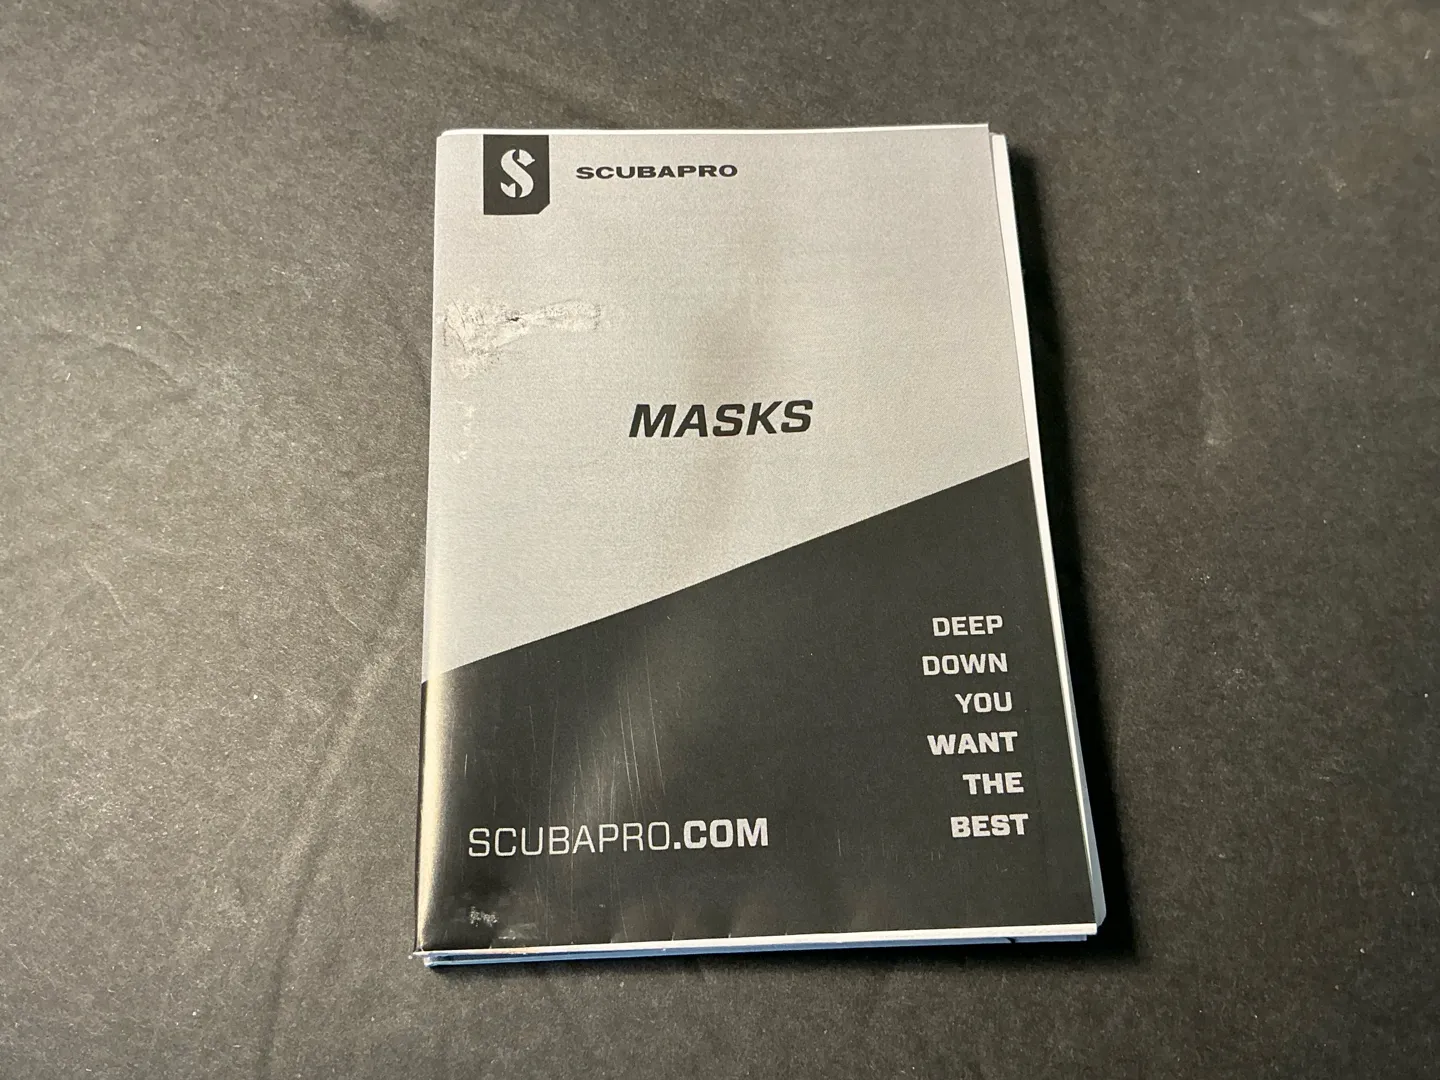 S
SCUBAPRO
MASKS
DEEP
DOWN
YOU
WANT
THE
BEST
SCUBAPRO.COM